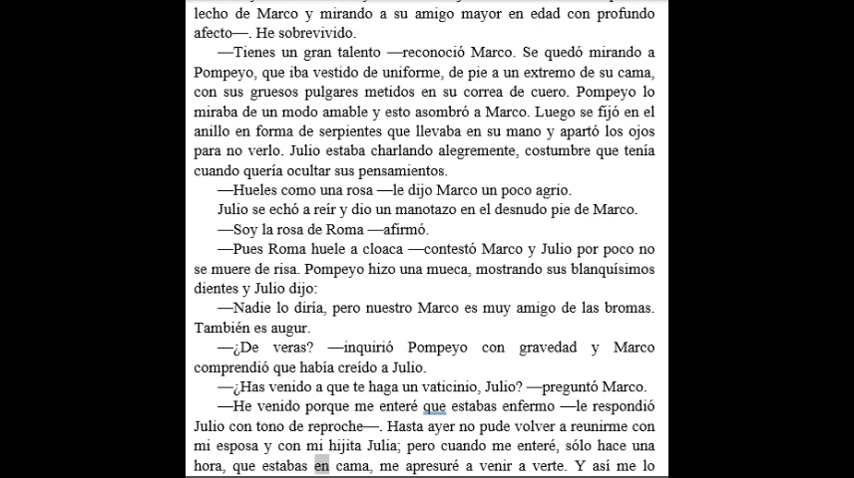 lecho de Marco y mirando a su amigo mayor en edad con profundo
afecto—. He sobrevivido.
—Tienes un gran talento —reconoció Marco. Se quedó mirando a
Pompeyo, que iba vestido de uniforme, de pie a un extremo de su cama,
con sus gruesos pulgares metidos en su correa de cuero. Pompeyo lo
miraba de un modo amable y esto asombró a Marco. Luego se fijó en el
anillo en forma de serpientes que llevaba en su mano y apartó los ojos
para no verlo. Julio estaba charlando alegremente, costumbre que tenía
cuando quería ocultar sus pensamientos.
—Hueles como una rosa —le dijo Marco un poco agrio.
Julio se echó a reír y dio un manotazo en el desnudo pie de Marco.
—Soy la rosa de Roma —afirmó.
—Pues Roma huele a cloaca —contestó Marco y Julio por poco no
se muere de risa. Pompeyo hizo una mueca, mostrando sus blanquísimos
dientes y Julio dijo:
—Nadie lo diría, pero nuestro Marco es muy amigo de las bromas.
También es augur.
—¿De veras? —inquirió Pompeyo con gravedad y Marco
comprendió que había creído a Julio.
—¿Has venido a que te haga un vaticinio, Julio? —preguntó Marco.
—He venido porque me enteré que estabas enfermo —le respondió
Julio con tono de reproche—. Hasta ayer no pude volver a reunirme con
mi esposa y con mi hijita Julia; pero cuando me enteré, sólo hace una
hora, que estabas en cama, me apresuré a venir a verte. Y así me lo